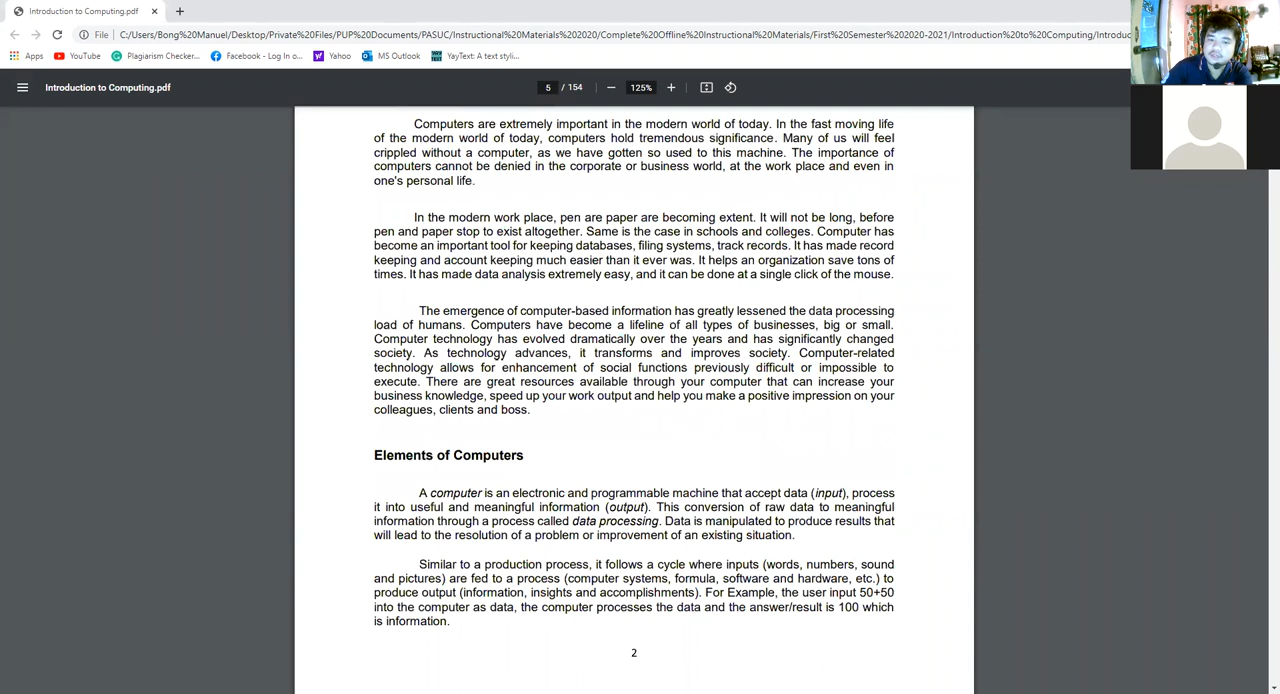 Introduction to Computing.pdf
File
C:/Users/Bong%20Manuel/Desktop/Private%20Files/PUP%20Documents/PASUC/Instructional%20Materials%202020/Complete%20Offline%20Instructional%20Materials/First%20Semester%202020-2021/Introduction%20to%20Computing/Introduc
Apps
YouTube
Plagiarism Checker...
Facebook - Log In o...
Yahoo
MS Outlook
YayText - A text styli...
Introduction to Computing.pdf
5 / 154
125%
Computers are extremely important in the modern world of today. In the fast moving life
of the modern world of today, computers hold tremendous significance. Many of us will feel
crippled without a computer, as we have gotten so used to this machine. The importance of
computers cannot be denied in the corporate or business world, at the work place and even in
one's personal life.
In the modern work place, pen are paper are becoming extent. It will not be long, before
pen and paper stop to exist altogether. Same is the case in schools and colleges. Computer has
become an important tool for keeping databases, filing systems, track records. It has made record
keeping and account keeping much easier than it ever was. It helps an organization save tons of
times. It has made data analysis extremely easy, and it can be done at a single click of the mouse.
The emergence of computer-based information has greatly lessened the data processing
load of humans. Computers have become a lifeline of all types of businesses, big or small.
Computer technology has evolved dramatically over the years and has significantly changed
society. As technology advances, it transforms and improves society. Computer-related
technology allows for enhancement of social functions previously difficult or impossible to
execute. There are great resources available through your computer that can increase your
business knowledge, speed up your work output and help you make a positive impression on your
colleagues, clients and boss.
Elements of Computers
A computer is an electronic and programmable machine that accept data (input), process
it into useful and meaningful information (output). This conversion of raw data to meaningful
information through a process called data processing. Data is manipulated to produce results that
will lead to the resolution of a problem or improvement of an existing situation.
Similar to a production process, it follows a cycle where inputs (words, numbers, sound
and pictures) are fed to a process (computer systems, formula, software and hardware, etc.) to
produce output (information, insights and accomplishments). For Example, the user input 50+50
into the computer as data, the computer processes the data and the answer/result is 100 which
is information.
2